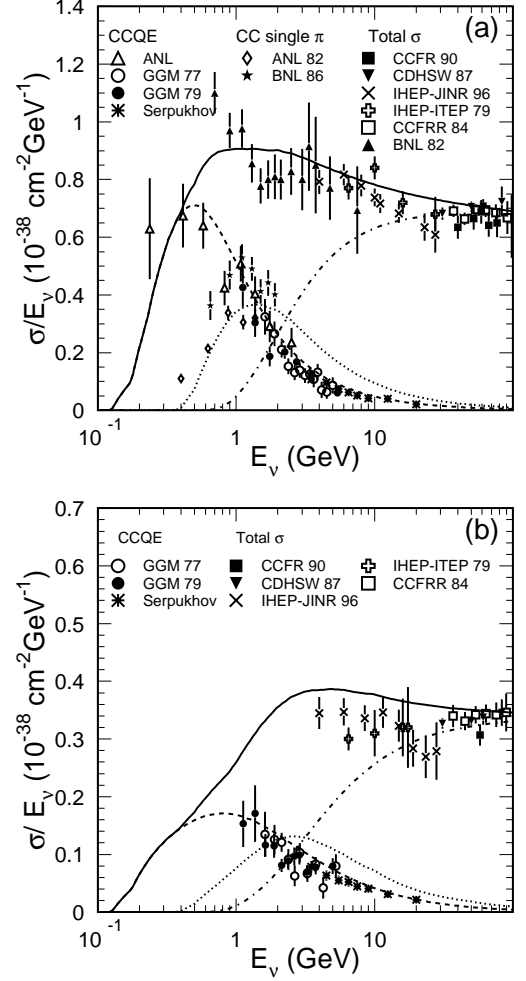 (a)
CCQE CC single π Total σ
ANL ANL 82 CCFR 90
GGM 77 BNL 86 CDHSW 87
GGM 79 IHEP-JINR 96
Serpukhov IHEP-ITEP 79
CCFRR 84
BNL 82
σ/Eν (10⁻³⁸ cm⁻²GeV⁻¹)
1.4
1.2
1
0.8
0.6
0.4
0.2
0
10⁻¹ 1 10
Eν (GeV)
(b)
CCQE Total σ
GGM 77 CCFR 90 IHEP-ITEP 79
GGM 79 CDHSW 87 CCFRR 84
Serpukhov IHEP-JINR 96
σ/ Eν (10⁻³⁸ cm⁻²GeV⁻¹)
0.7
0.6
0.5
0.4
0.3
0.2
0.1
0
10⁻¹ 1 10
Eν (GeV)